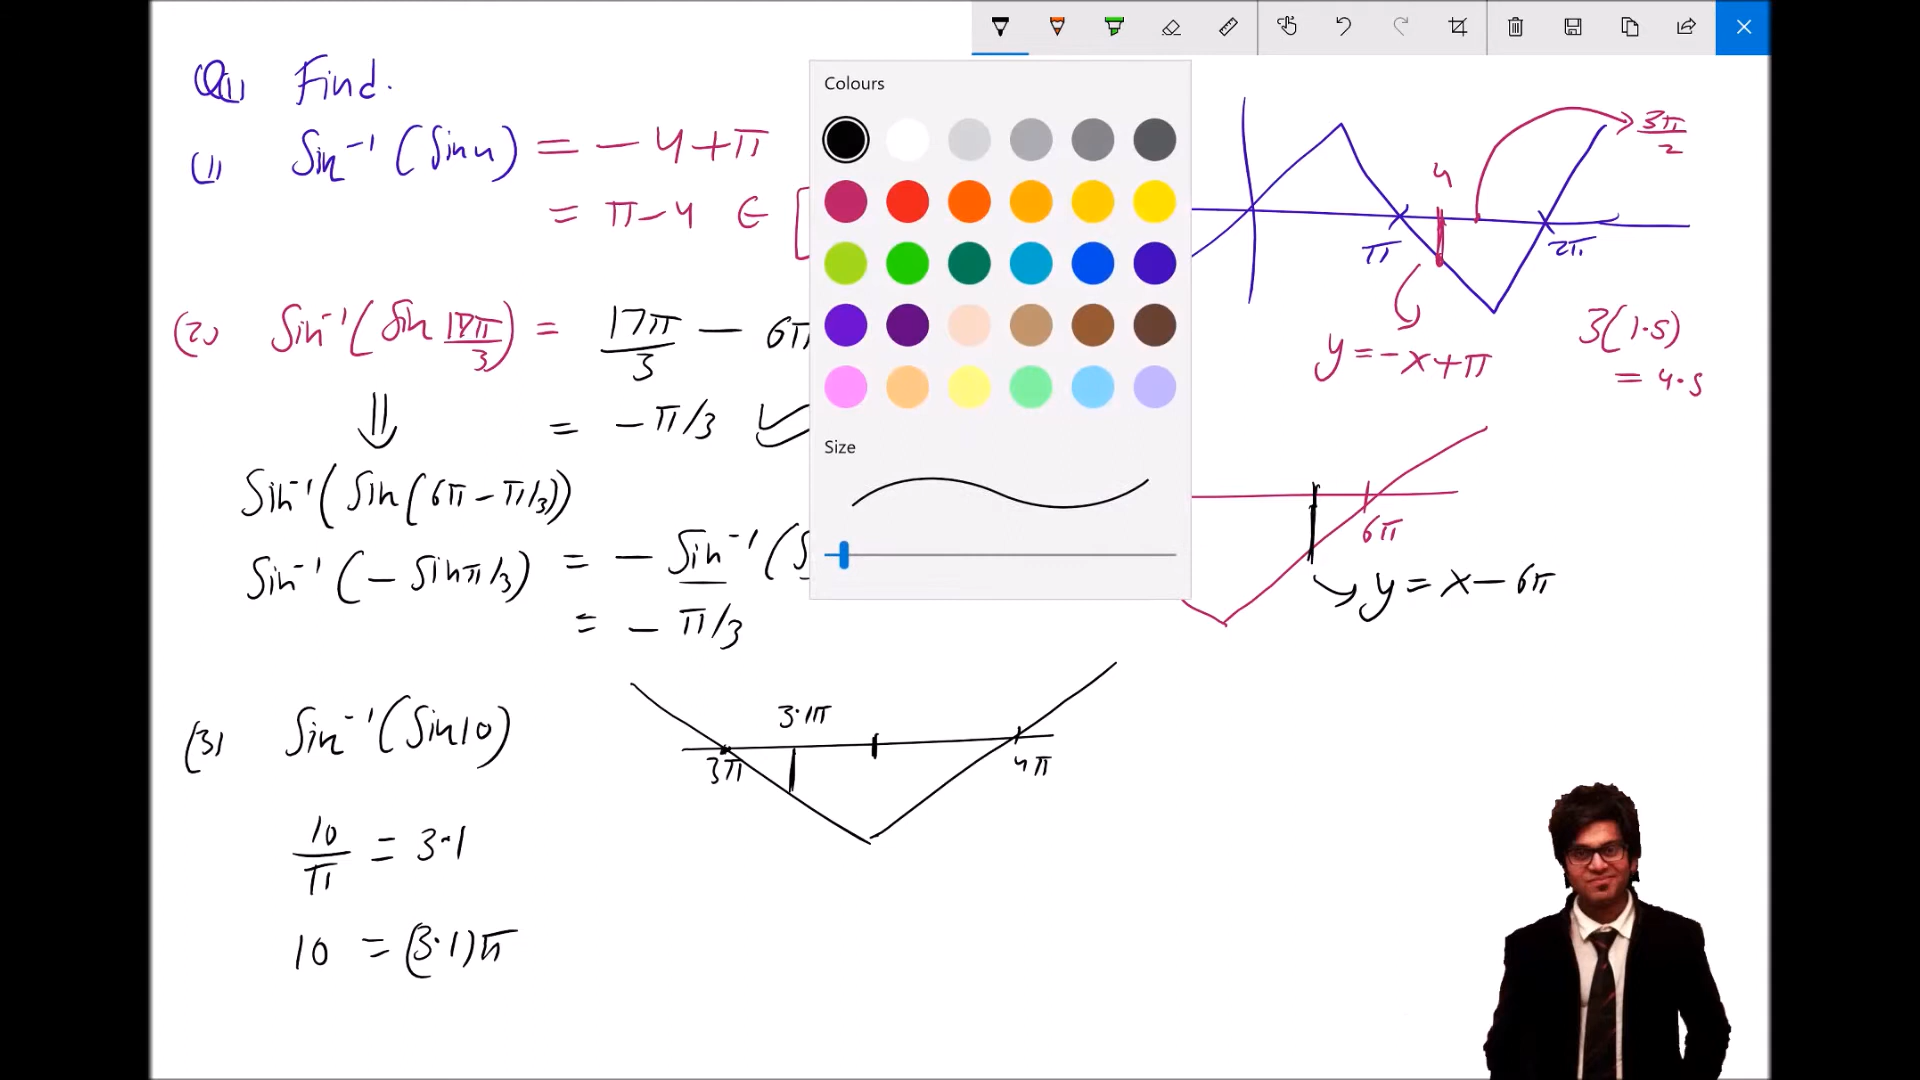 Q1) Find.
(1) Sin⁻¹(Sin4) = -4+π
= π-4 ∈ [
(2) Sin⁻¹(Sin 17π/3) = 17π/3 - 6π
= -π/3
⇓
Sin⁻¹(Sin(6π-π/3))
Sin⁻¹(-Sinπ/3) = -Sin⁻¹(S
= -π/3
(3) Sin⁻¹(Sin10)
10/π = 3.1
10 = (3.1)π
3.1π
3π
4π
Colours
Size
3π/2
4
π
2π
y=-x+π
3(1.5)
= 4.5
6π
y = x-6π